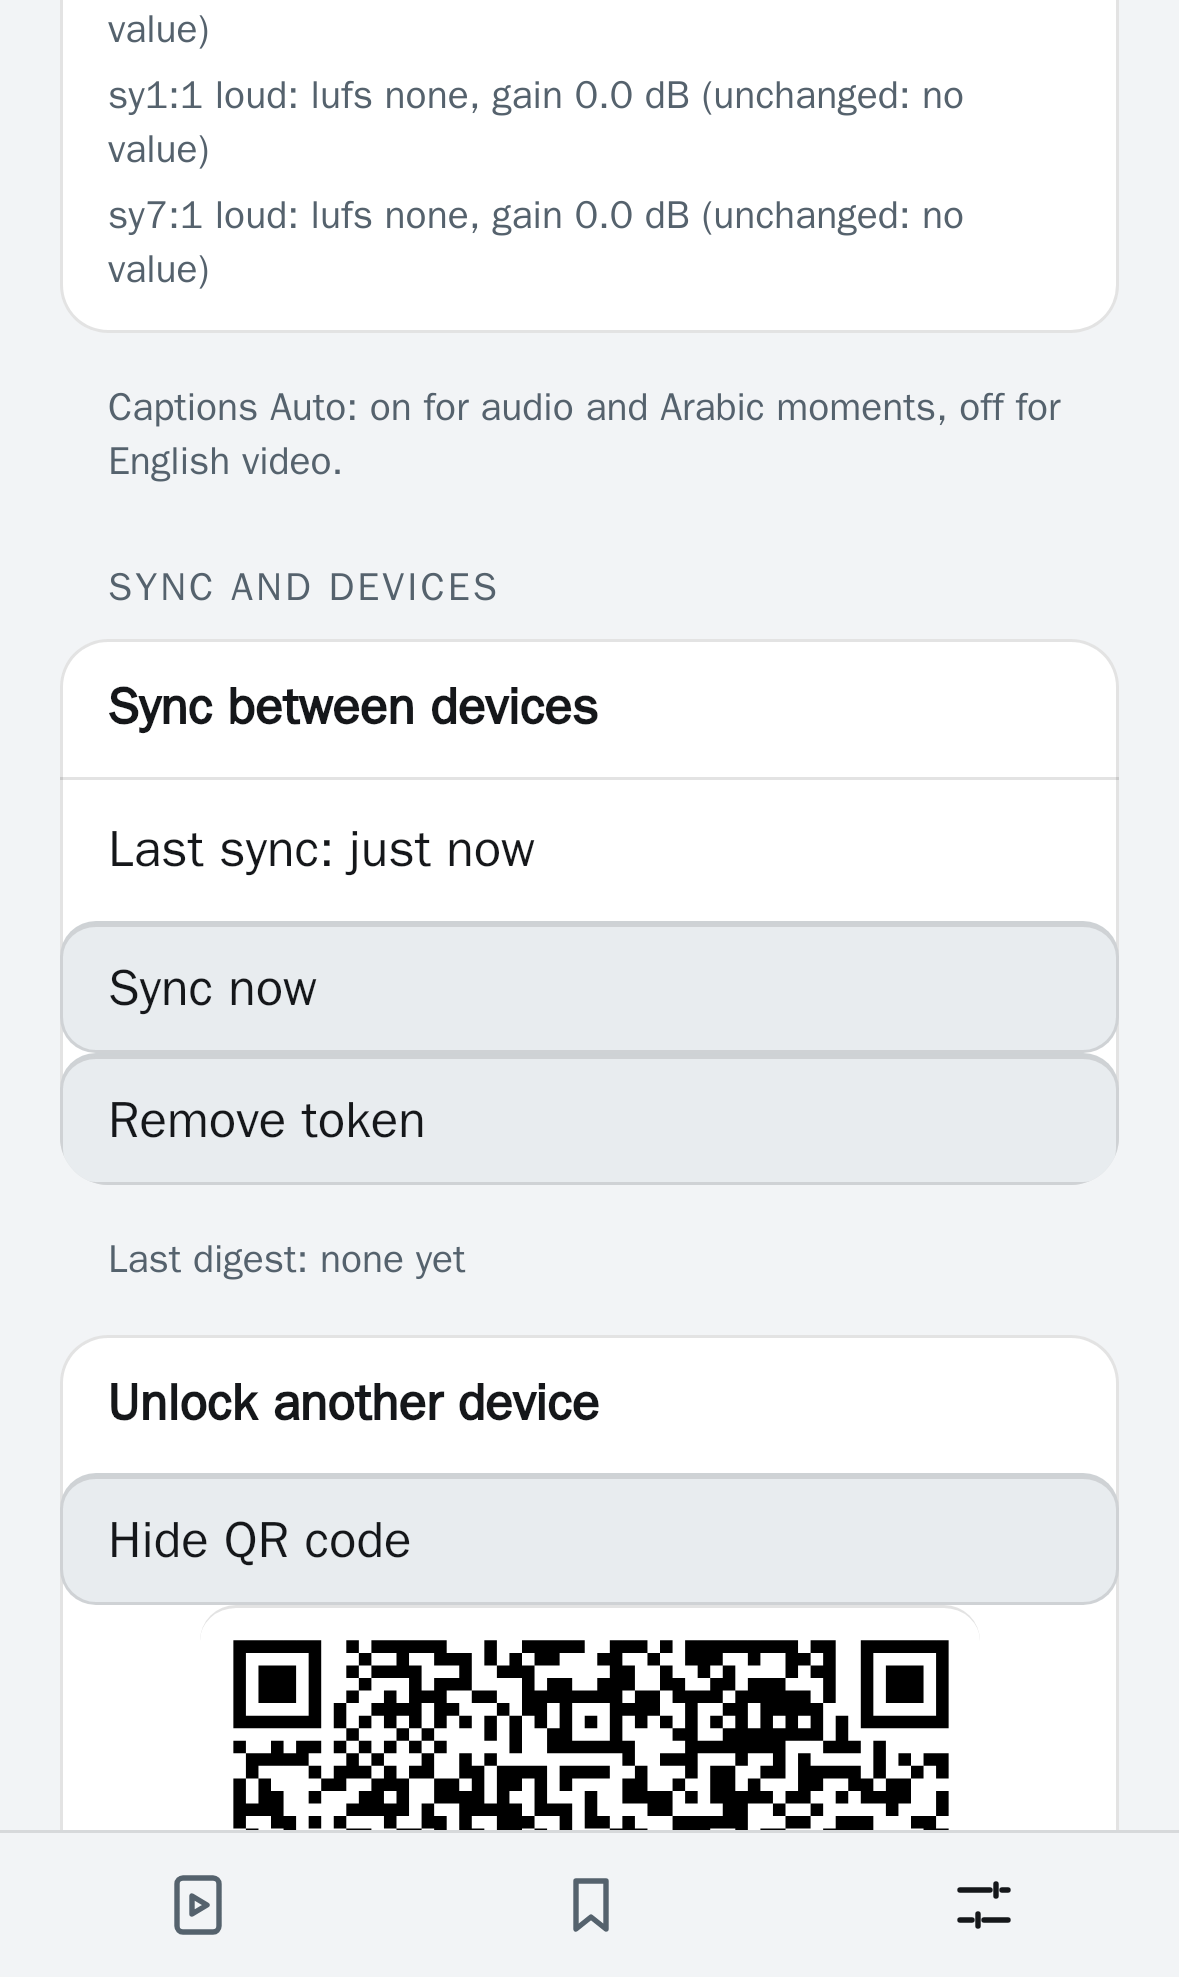 value)
sy1:1 loud: lufs none, gain 0.0 dB (unchanged: no
value)
sy7:1 loud: lufs none, gain 0.0 dB (unchanged: no
value)
Captions Auto: on for audio and Arabic moments, off for
English video.
SYNC AND DEVICES
Sync between devices
Last sync: just now
Sync now
Remove token
Last digest: none yet
Unlock another device
Hide QR code